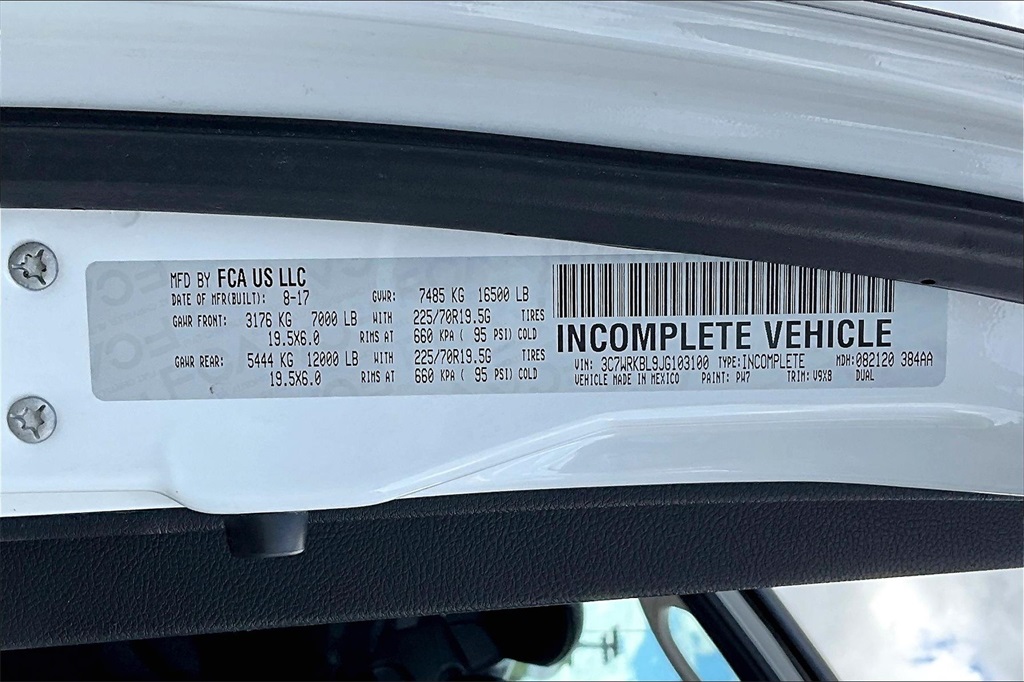 MFD BY FCA US LLC
DATE OF MFR(BUILT): 8-17 GVWR: 7485 KG 16500 LB
GAWR FRONT: 3176 KG 7000 LB WITH 225/70R19.5G TIRES
19.5X6.0 RIMS AT 660 KPA ( 95 PSI) COLD
GAWR REAR: 5444 KG 12000 LB WITH 225/70R19.5G TIRES
19.5X6.0 RIMS AT 660 KPA ( 95 PSI) COLD
INCOMPLETE VEHICLE
VIN: 3C7WRKBL9JG103100 TYPE: INCOMPLETE MDH: 082120 384AA
VEHICLE MADE IN MEXICO PAINT: PW7 TRIM: V9X8 DUAL